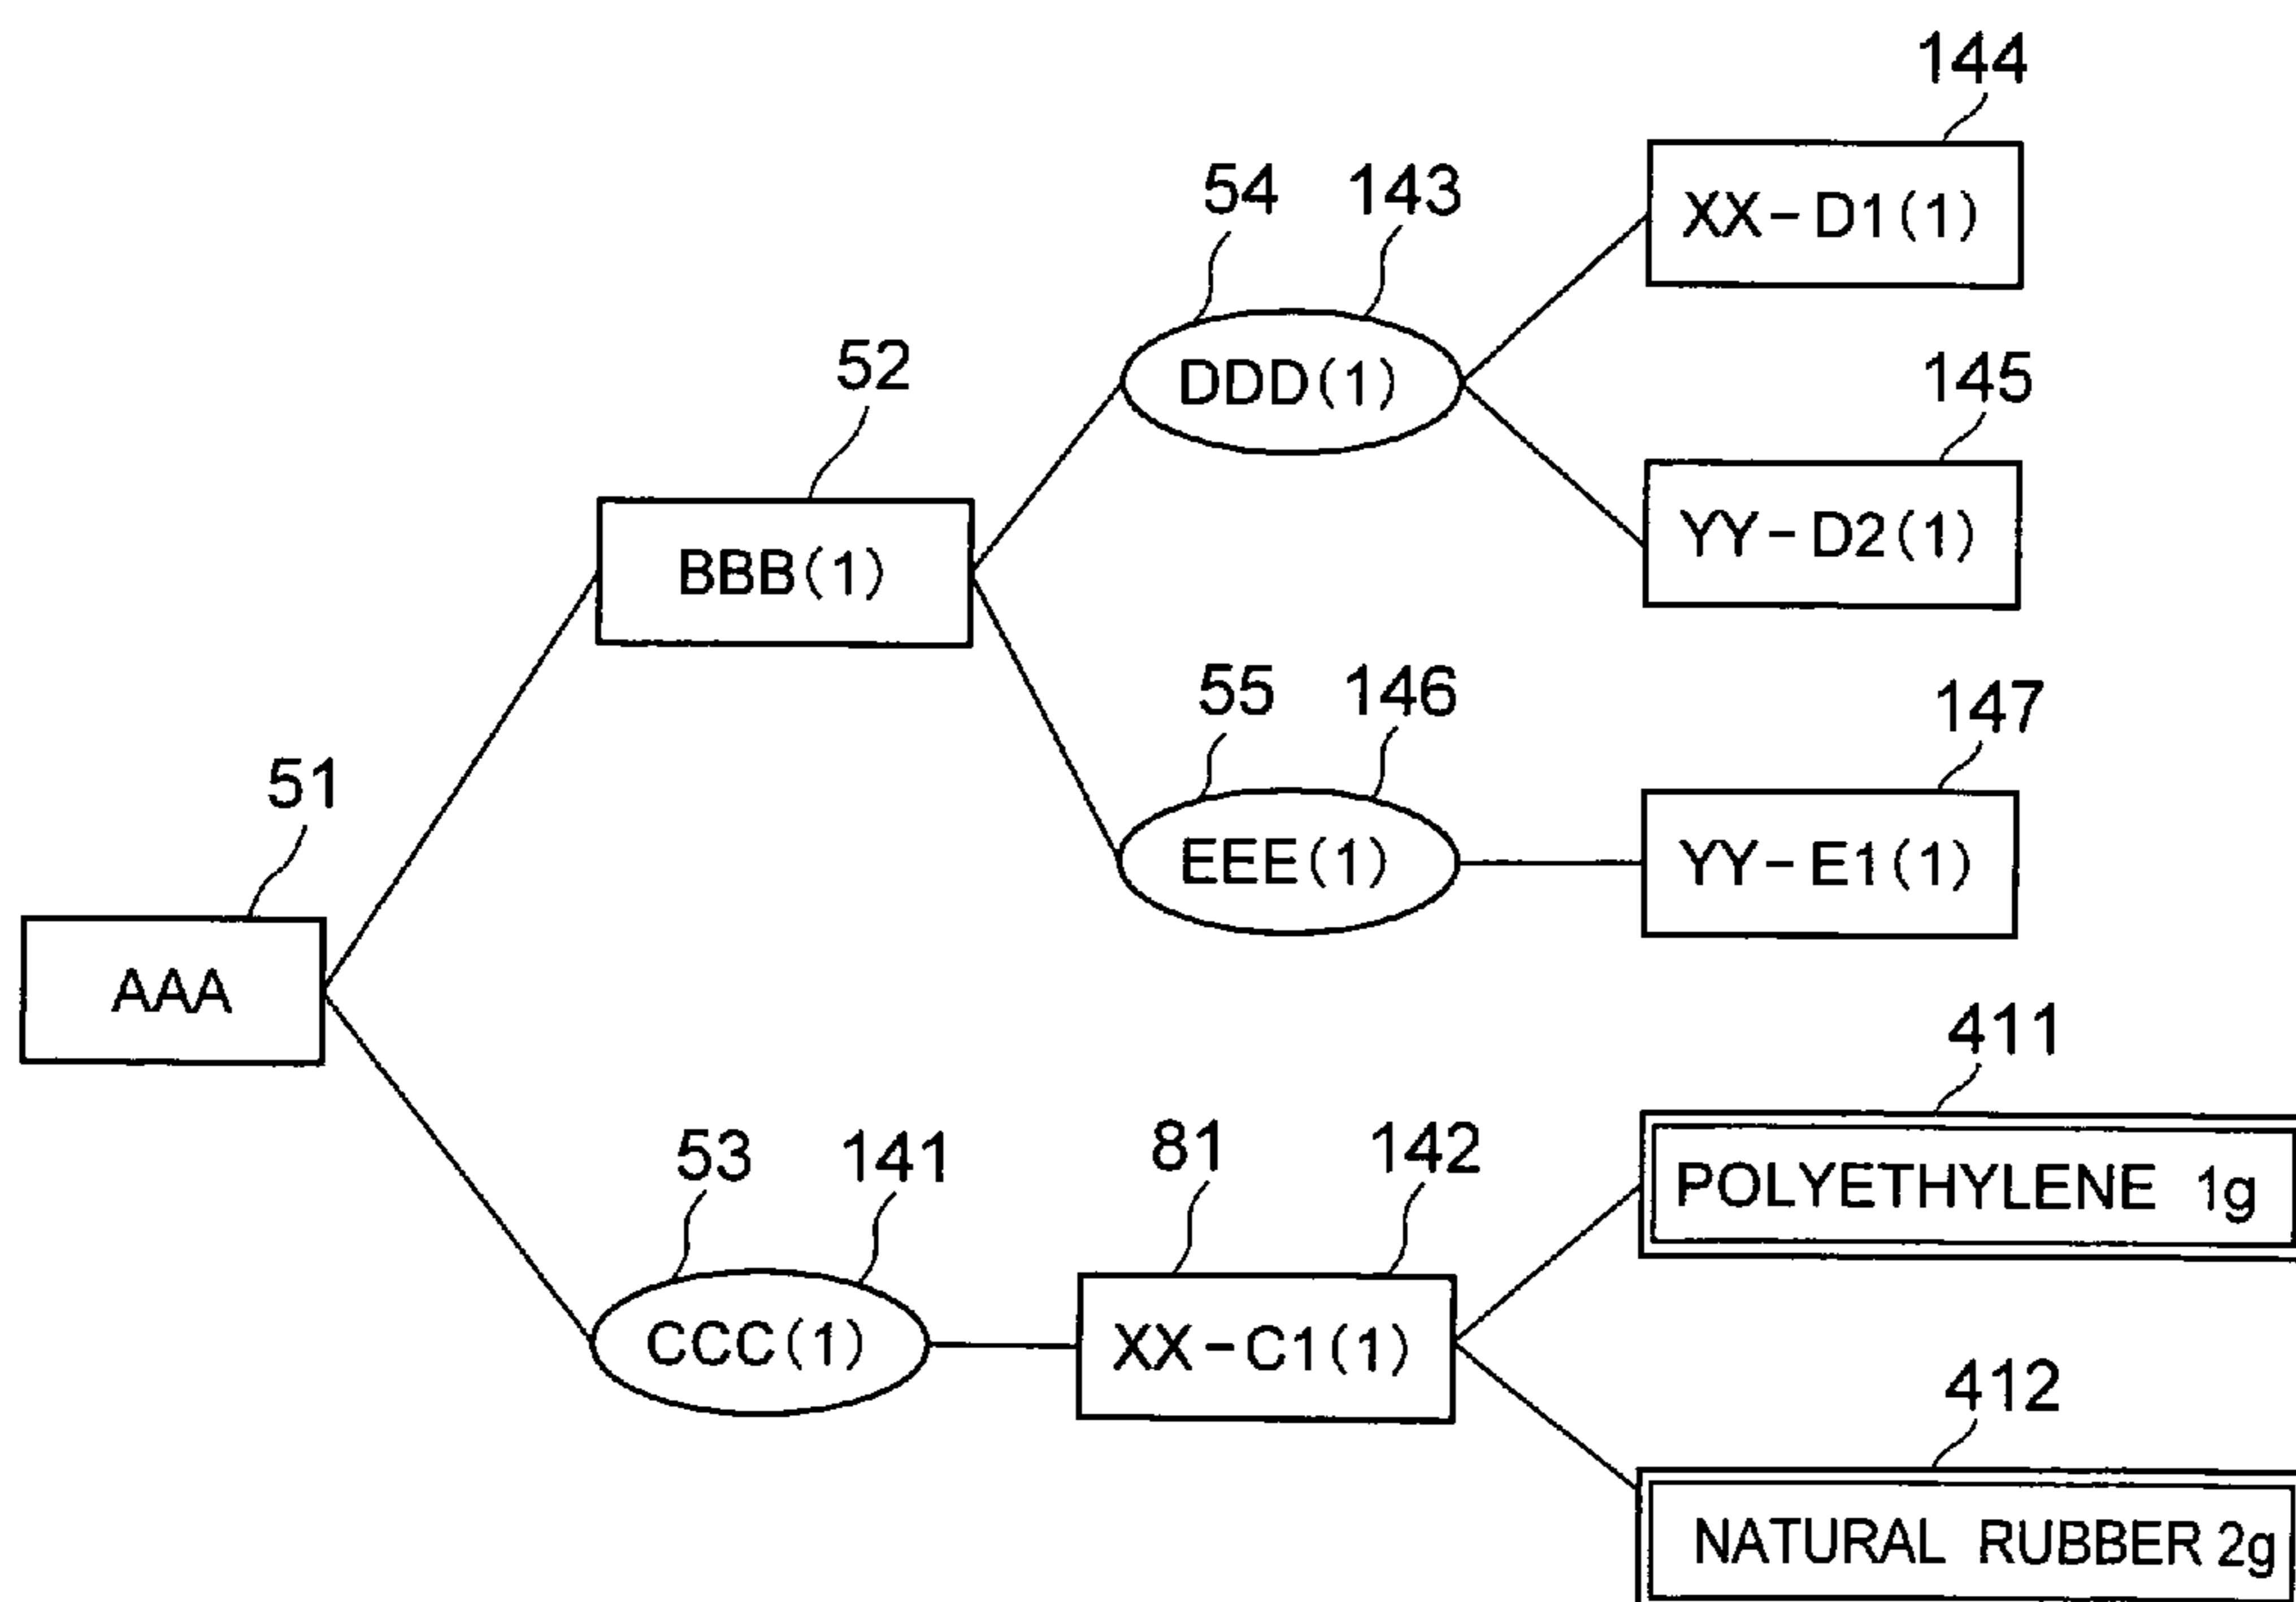 144
54 143
XX-D1(1)
52
DDD(1)
145
BBB(1)
YY-D2(1)
55 146
147
51
EEE(1)
YY-E1(1)
AAA
411
53 141
81 142
POLYETHYLENE 1g
CCC(1)
XX-C1(1)
412
NATURAL RUBBER 2g